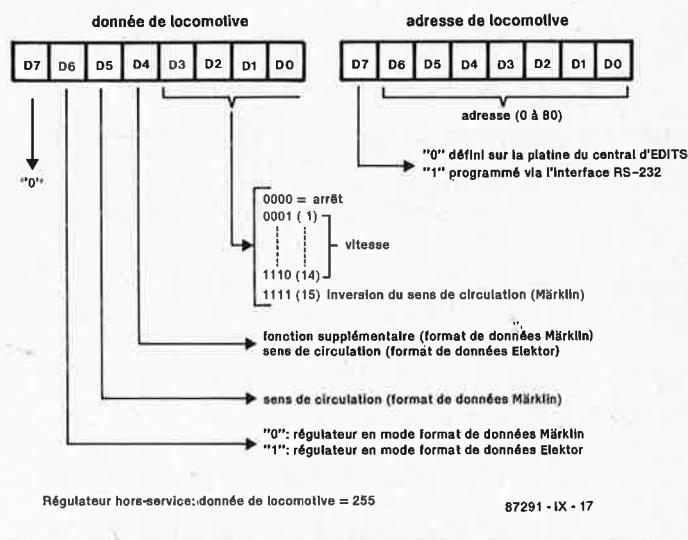 donnée de locomotive
adresse de locomotive
D7 D6 D5 D4 D3 D2 D1 D0
D7 D6 D5 D4 D3 D2 D1 D0
adresse (0 à 80)
"0"
"0" défini sur la platine du central d'EDITS
"1" programmé via l'interface RS-232
0000 = arrêt
0001 ( 1)
vitesse
1110 (14)
1111 (15) Inversion du sens de circulation (Märklin)
fonction supplémentaire (format de données Märklin)
sens de circulation (format de données Elektor)
sens de circulation (format de données Märklin)
"0": régulateur en mode format de données Märklin
"1": régulateur en mode format de données Elektor
Régulateur hors-service: donnée de locomotive = 255
87291 - IX - 17